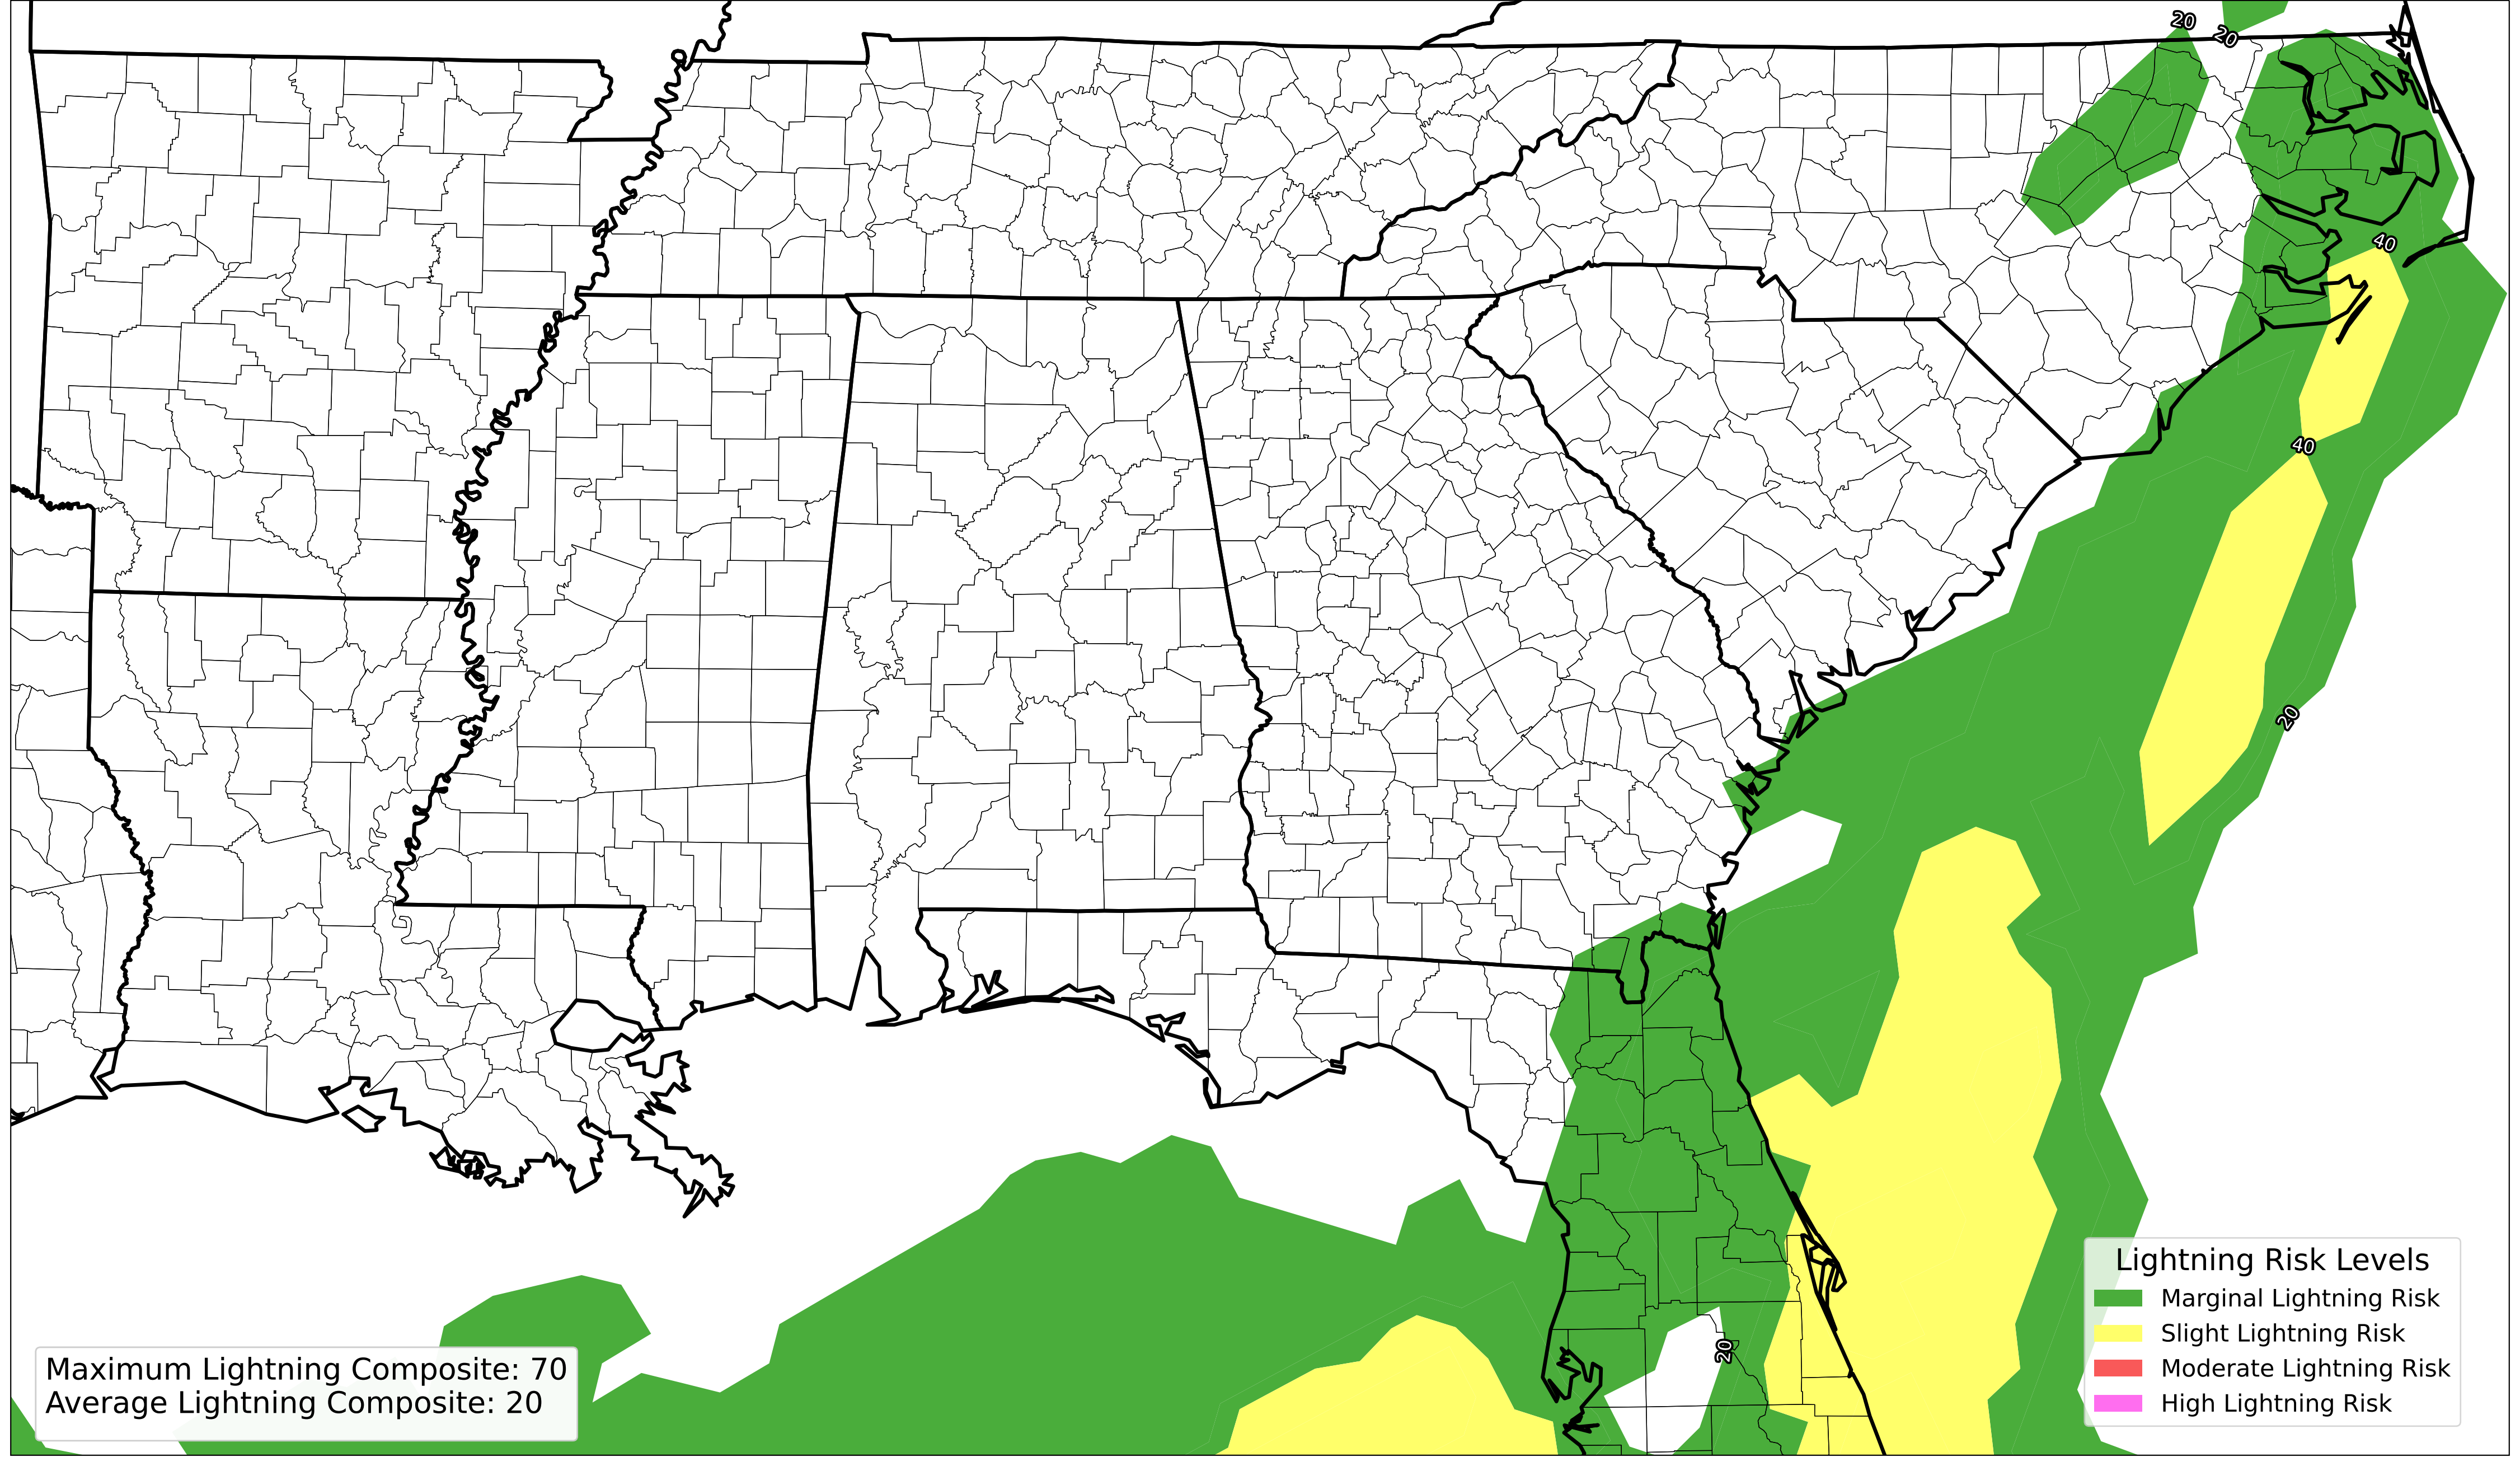 20
20
40
40
20
20
Lightning Risk Levels
Marginal Lightning Risk
Slight Lightning Risk
Moderate Lightning Risk
High Lightning Risk
Maximum Lightning Composite: 70
Average Lightning Composite: 20